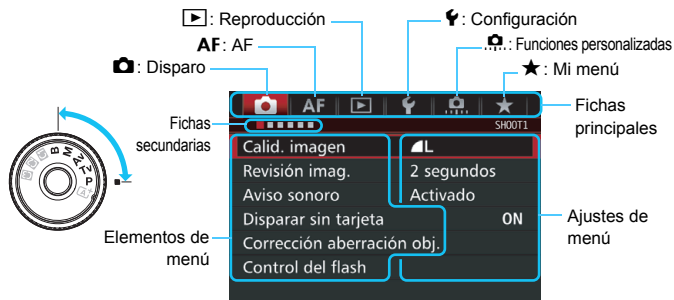 ▶: Reproducción
AF: AF
: Disparo
: Configuración
: Funciones personalizadas
★: Mi menú
Fichas principales
Fichas secundarias
AF
SHOOT1
Calid. imagen
L
Revisión imag.
2 segundos
Aviso sonoro
Activado
Disparar sin tarjeta
ON
Corrección aberración obj.
Control del flash
Elementos de menú
Ajustes de menú
B
M
Av
Tv
P
A+